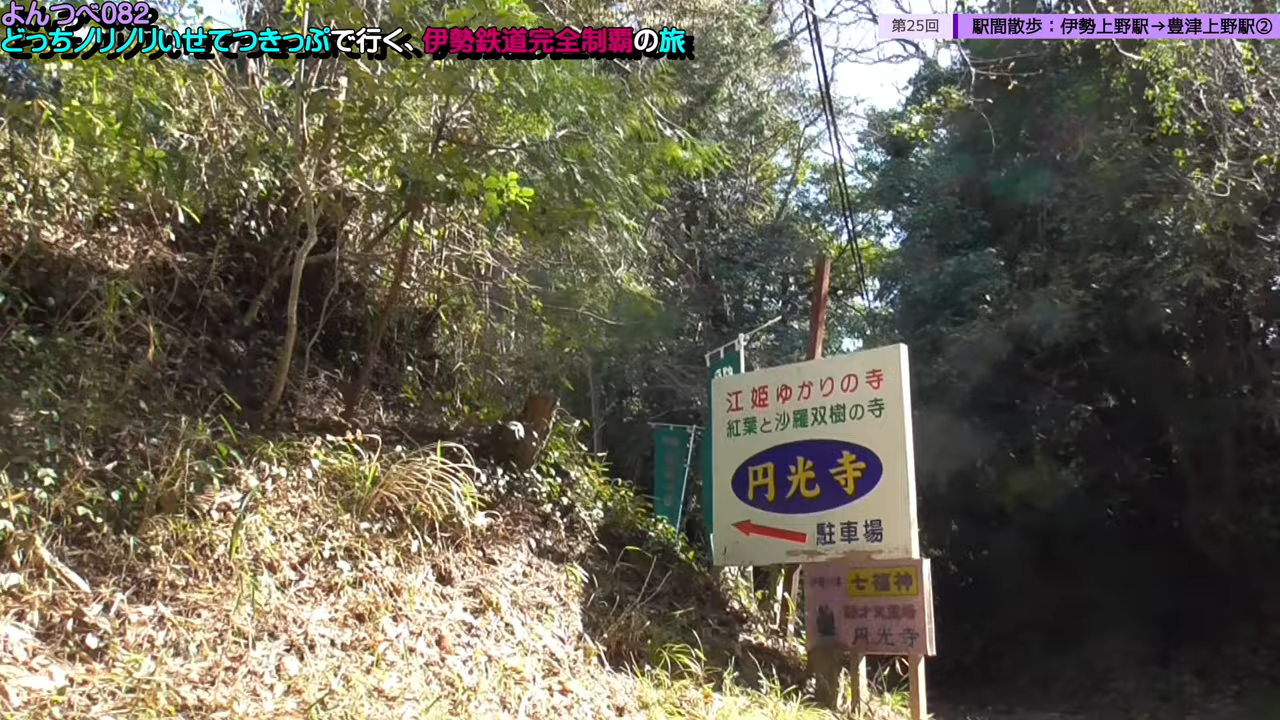 よんつべ082
どっちノリノリいせてつきっぷで行く、伊勢鉄道完全制覇の旅
第25回
駅間散歩：伊勢上野駅→豊津上野駅②
江姫ゆかりの寺
紅葉と沙羅双樹の寺
円光寺
駐車場
七福神
円光寺